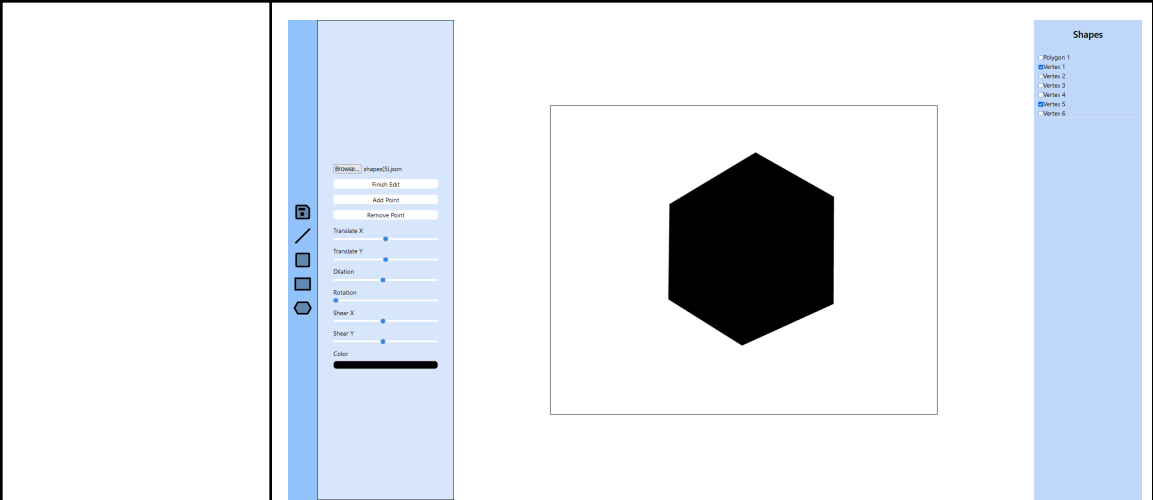 Browse... shapes(5).json
Finish Edit
Add Point
Remove Point
Translate X
Translate Y
Dilation
Rotation
Shear X
Shear Y
Color
Shapes
Polygon 1
Vertex 1
Vertex 2
Vertex 3
Vertex 4
Vertex 5
Vertex 6